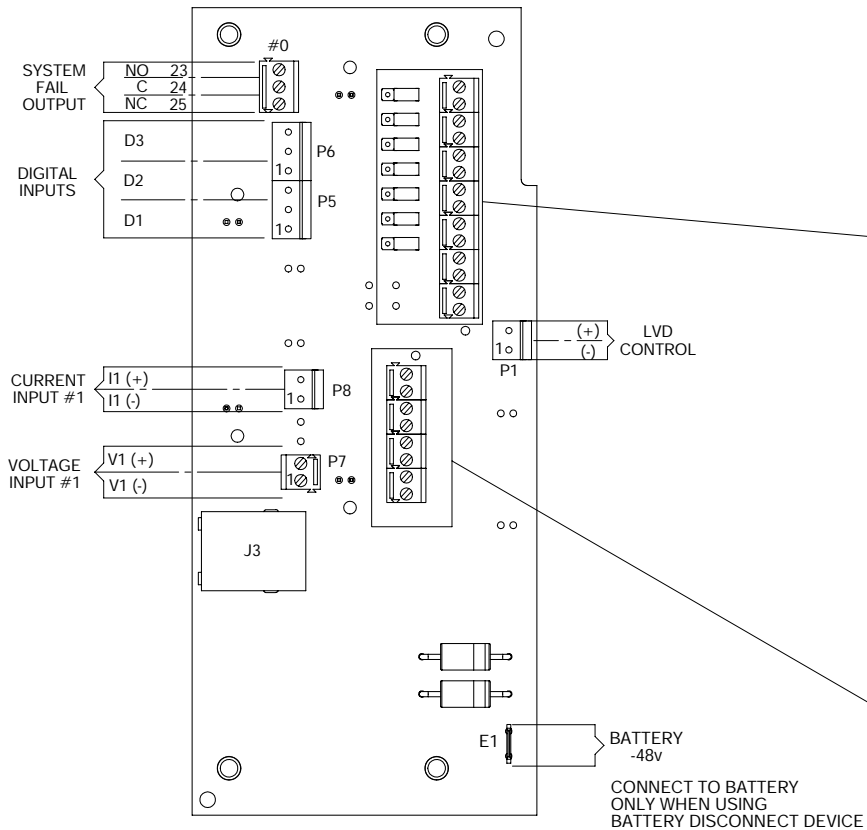 #0
SYSTEM
FAIL
OUTPUT
NO 23
C 24
NC 25
DIGITAL
INPUTS
D3
D2
D1
P6
1
P5
1
LVD
CONTROL
(+)
(-)
1
P1
CURRENT
INPUT #1
I1 (+)
I1 (-)
P8
1
VOLTAGE
INPUT #1
V1 (+)
V1 (-)
P7
1
J3
E1
BATTERY
-48v
CONNECT TO BATTERY
ONLY WHEN USING
BATTERY DISCONNECT DEVICE